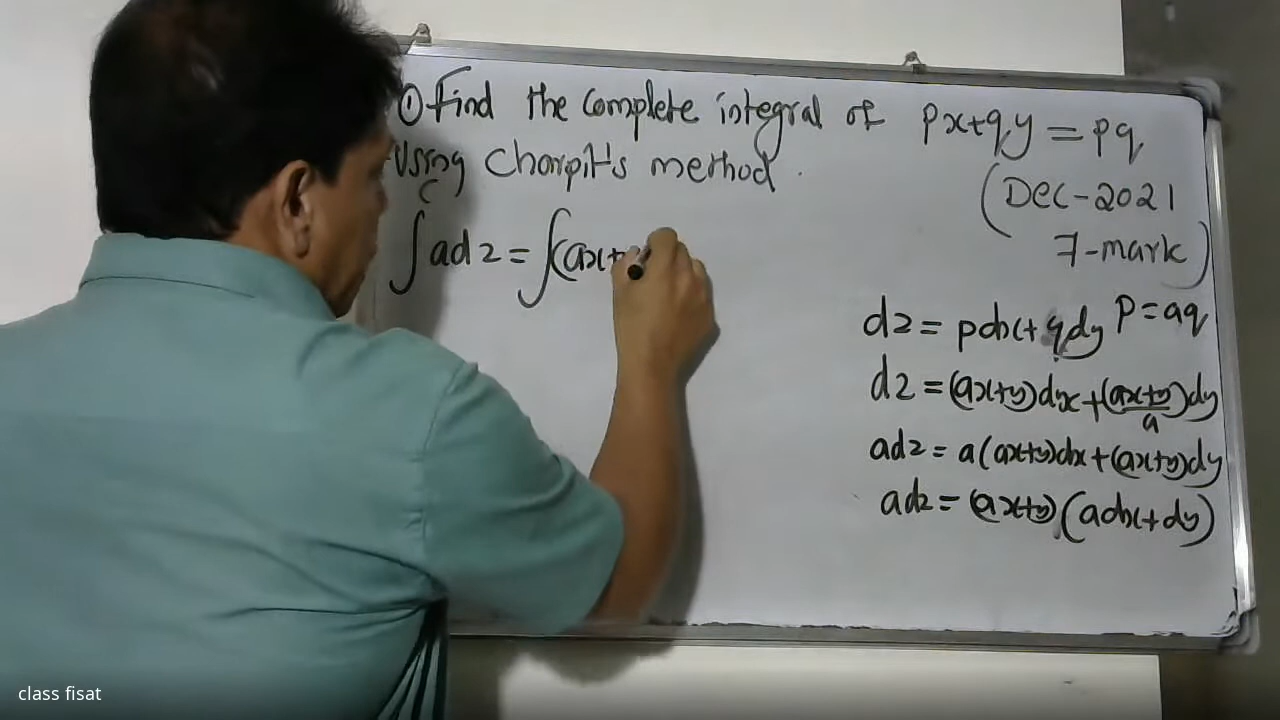 ① Find the complete integral of px+qy = pq
Using Charpit's method.
(Dec-2021
7-mark)
∫adz = ∫(ax+
dz = pdx+qdy p=aq
dz = (ax+y)dx+(ax+y)/a dy
adz = a(ax+y)dx+(ax+y)dy
adz = (ax+y)(adx+dy)
class fisat